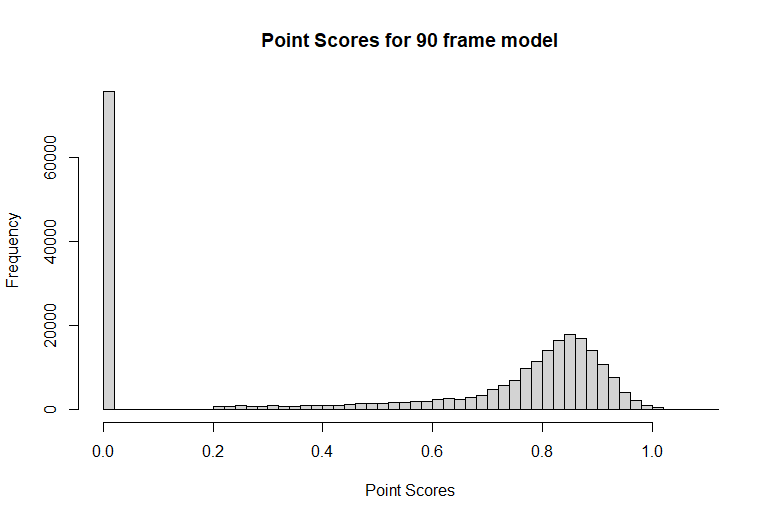 Point Scores for 90 frame model
Frequency
60000
40000
20000
0
0.0 0.2 0.4 0.6 0.8 1.0
Point Scores